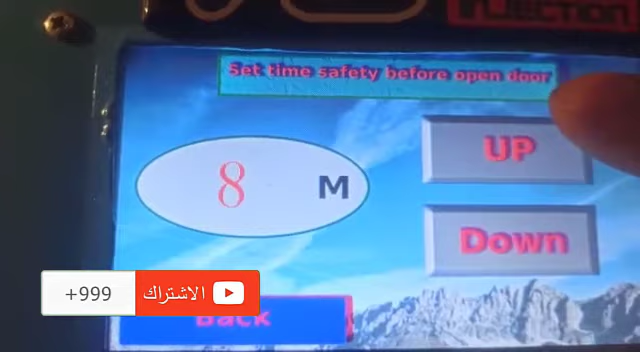 Set time safety before open door
8 M
UP
Down
+999 الاشتراك
Back